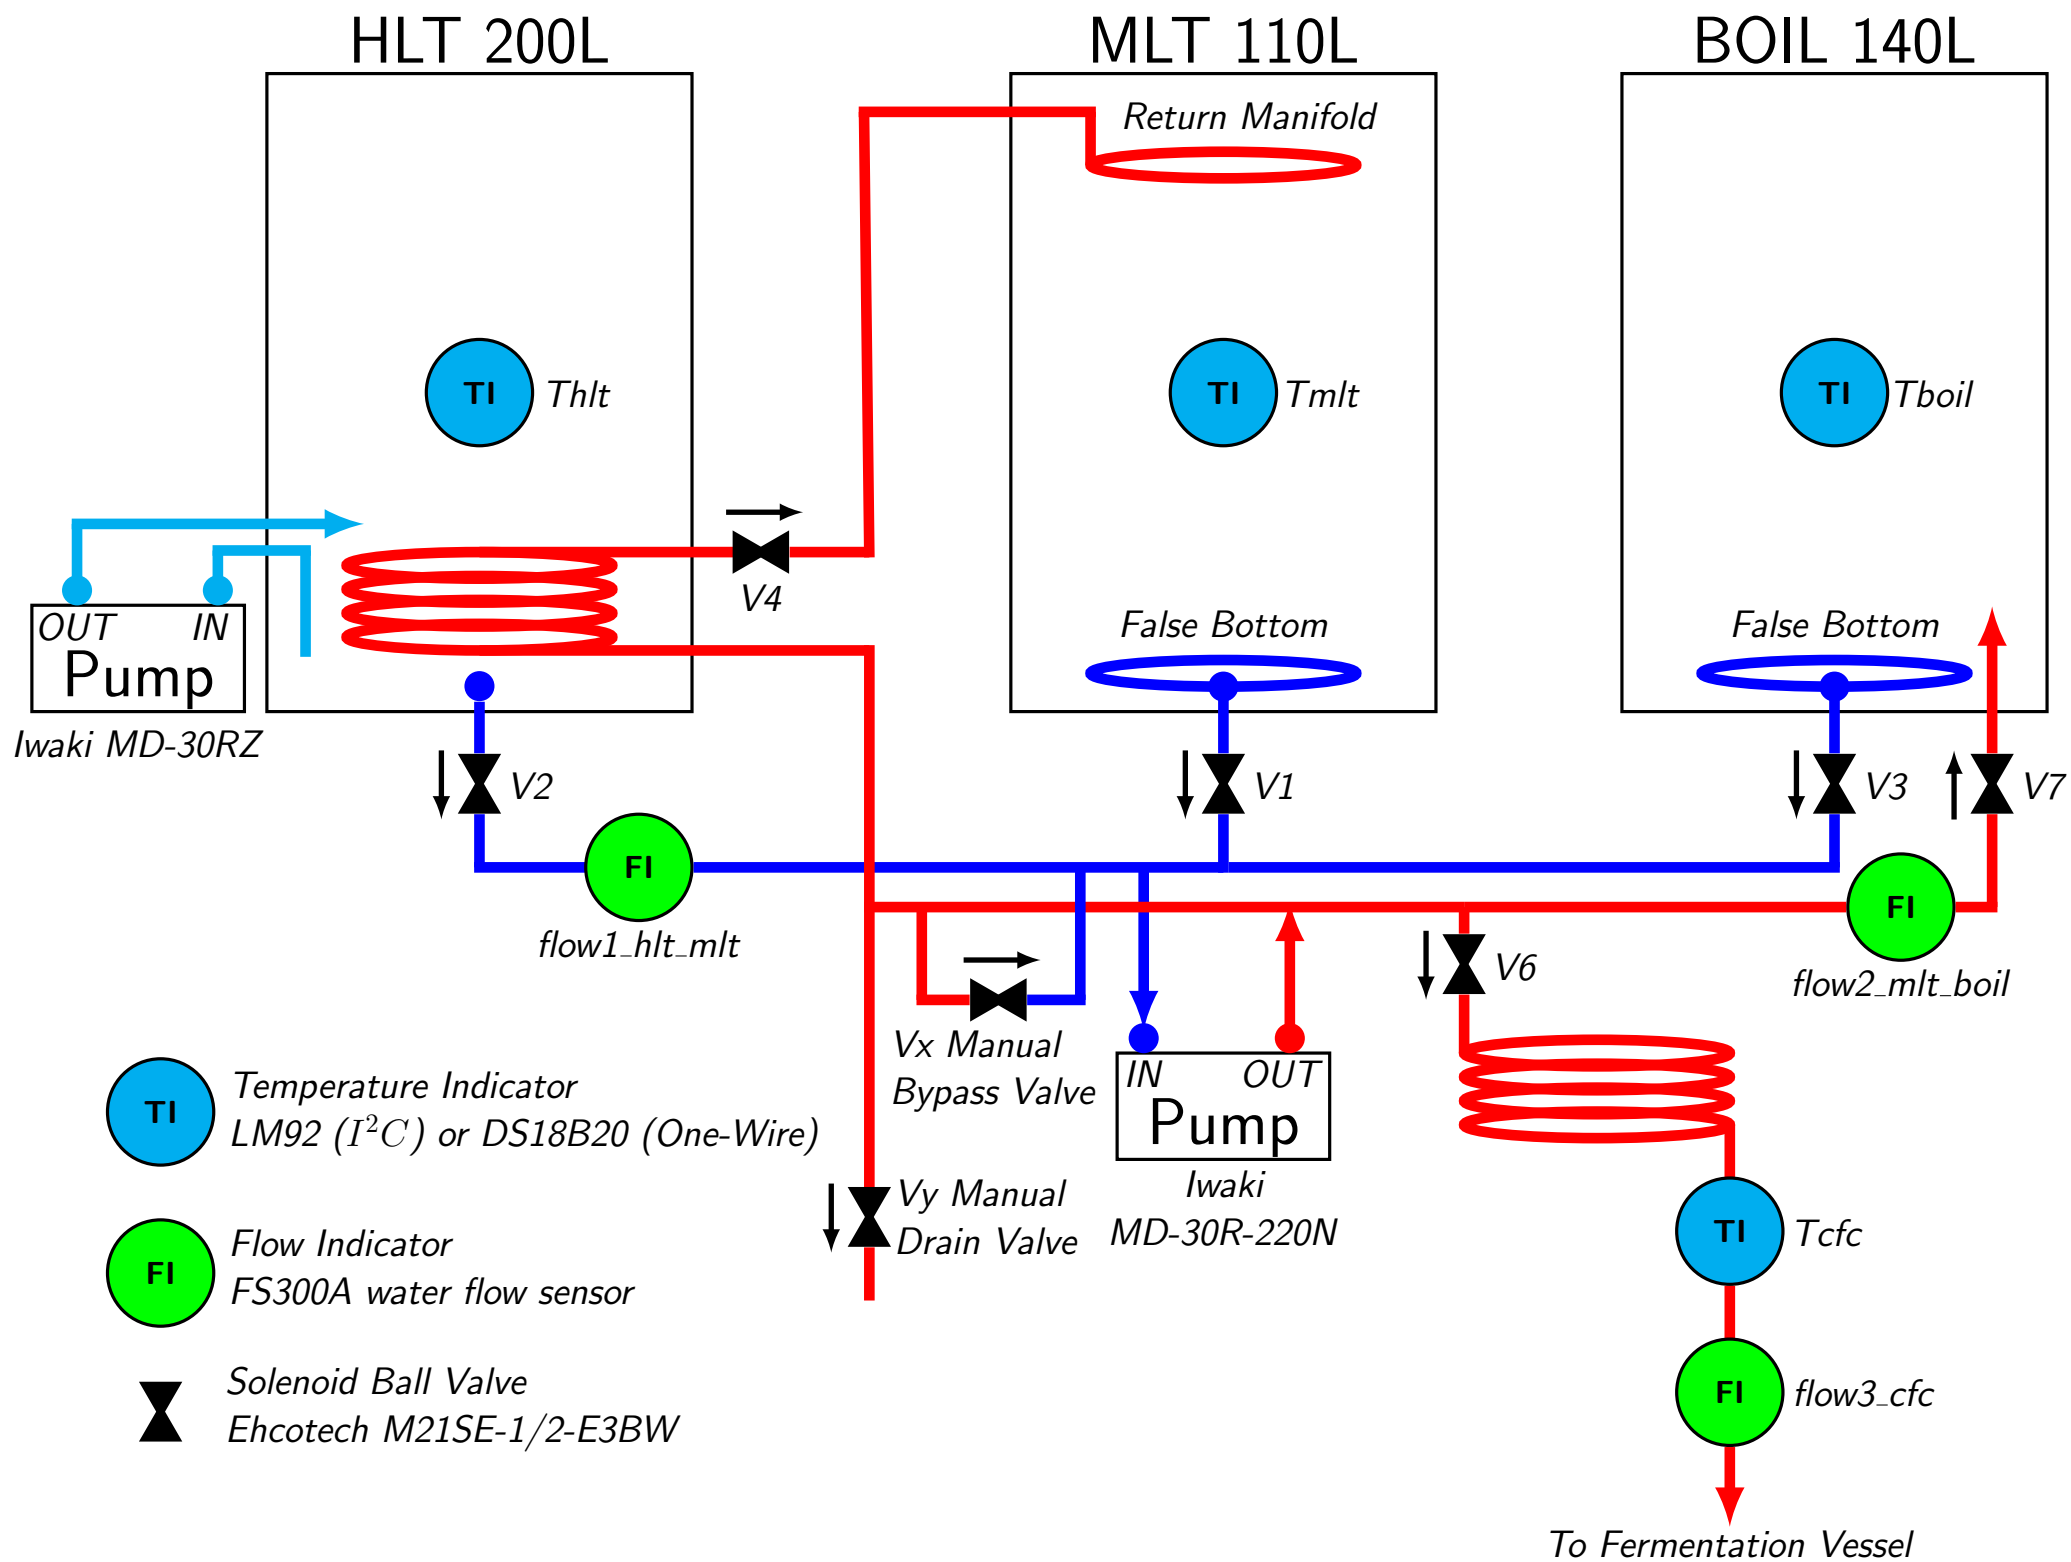 HLT 200L
MLT 110L
BOIL 140L
Return Manifold
TI Thlt
TI Tmlt
TI Tboil
V4
OUT IN
Pump
Iwaki MD-30RZ
False Bottom
False Bottom
V2
V1
V3
V7
FI
flow1_hlt_mlt
FI
flow2_mlt_boil
V6
Vx Manual
Bypass Valve
IN OUT
Pump
Iwaki
MD-30R-220N
Vy Manual
Drain Valve
TI
Temperature Indicator
LM92 (I²C) or DS18B20 (One-Wire)
FI
Flow Indicator
FS300A water flow sensor
Solenoid Ball Valve
Ehcotech M21SE-1/2-E3BW
TI Tcfc
FI flow3_cfc
To Fermentation Vessel